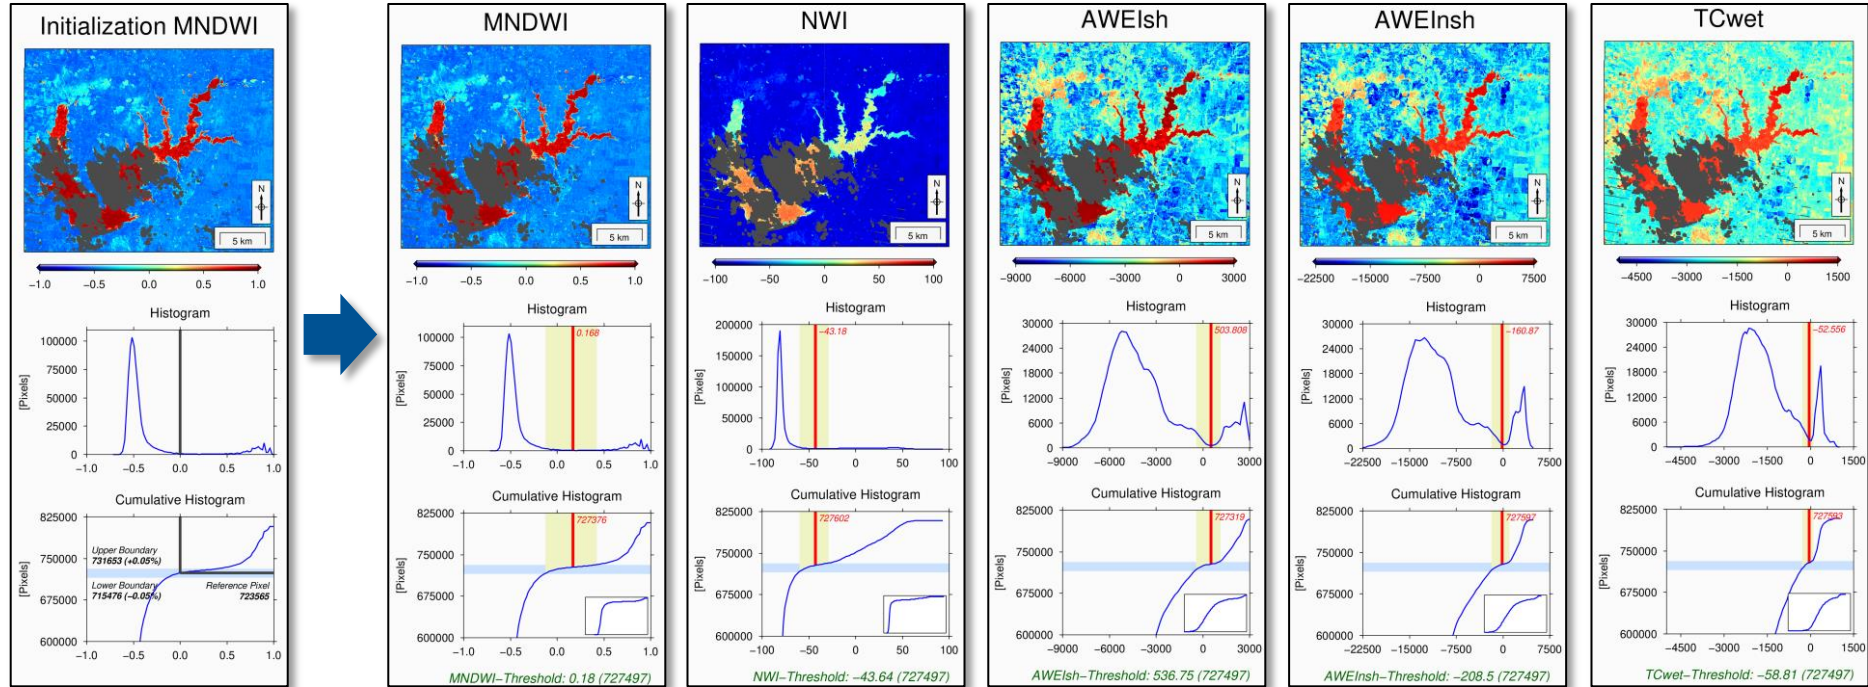 Initialization MNDWI
N
5 km
−1.0 −0.5 0.0 0.5 1.0
Histogram
[Pixels]
100000
75000
50000
25000
0
−1.0 −0.5 0.0 0.5 1.0
Cumulative Histogram
[Pixels]
825000
750000
675000
600000
Upper Boundary
731653 (+0.05%)
Lower Boundary
715476 (−0.05%)
Reference Pixel
723565
−1.0 −0.5 0.0 0.5 1.0
MNDWI
N
5 km
−1.0 −0.5 0.0 0.5 1.0
Histogram
[Pixels]
100000
75000
50000
25000
0
0.168
−1.0 −0.5 0.0 0.5 1.0
Cumulative Histogram
[Pixels]
825000
750000
675000
600000
727376
−1.0 −0.5 0.0 0.5 1.0
MNDWI−Threshold: 0.18 (727497)
NWI
N
5 km
−100 −50 0 50 100
Histogram
[Pixels]
200000
150000
100000
50000
0
−43.18
−100 −50 0 50 100
Cumulative Histogram
[Pixels]
825000
750000
675000
600000
727602
−100 −50 0 50 100
NWI−Threshold: −43.64 (727497)
AWEIsh
N
5 km
−9000 −6000 −3000 0 3000
Histogram
[Pixels]
30000
24000
18000
12000
6000
0
503.808
−9000 −6000 −3000 0 3000
Cumulative Histogram
[Pixels]
825000
750000
675000
600000
727319
−9000 −6000 −3000 0 3000
AWEIsh−Threshold: 536.75 (727497)
AWEInsh
N
5 km
−22500 −15000 −7500 0 7500
Histogram
[Pixels]
30000
24000
18000
12000
6000
0
−160.87
−22500 −15000 −7500 0 7500
Cumulative Histogram
[Pixels]
825000
750000
675000
600000
727597
−22500 −15000 −7500 0 7500
AWEInsh−Threshold: −208.5 (727497)
TCwet
N
5 km
−4500 −3000 −1500 0 1500
Histogram
[Pixels]
30000
24000
18000
12000
6000
0
−52.556
−4500 −3000 −1500 0 1500
Cumulative Histogram
[Pixels]
825000
750000
675000
600000
727593
−4500 −3000 −1500 0 1500
TCwet−Threshold: −58.81 (727497)